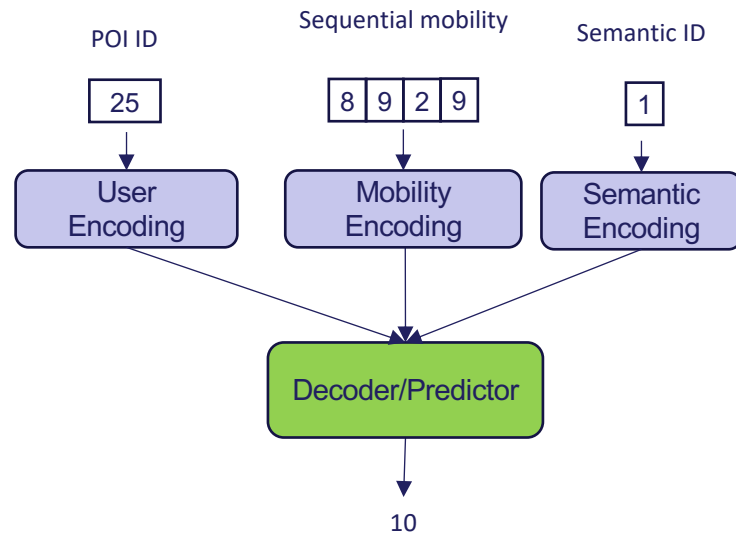 POI ID
Sequential mobility
Semantic ID
25
8 9 2 9
1
User
Encoding
Mobility
Encoding
Semantic
Encoding
Decoder/Predictor
10